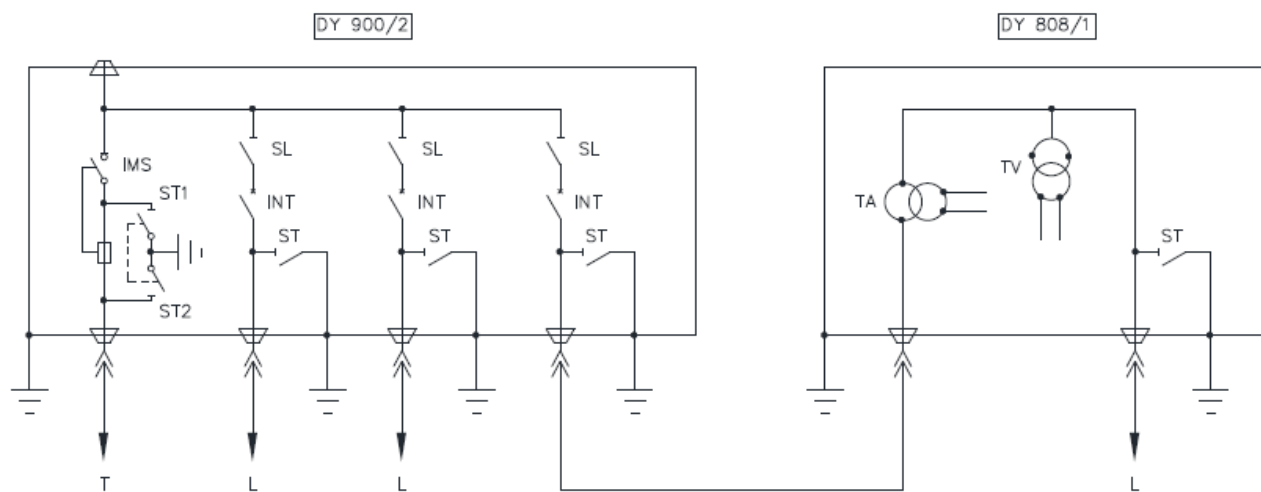 DY 900/2
DY 808/1
IMS
ST1
ST2
SL
INT
ST
SL
INT
ST
SL
INT
ST
TA
TV
ST
T
L
L
L